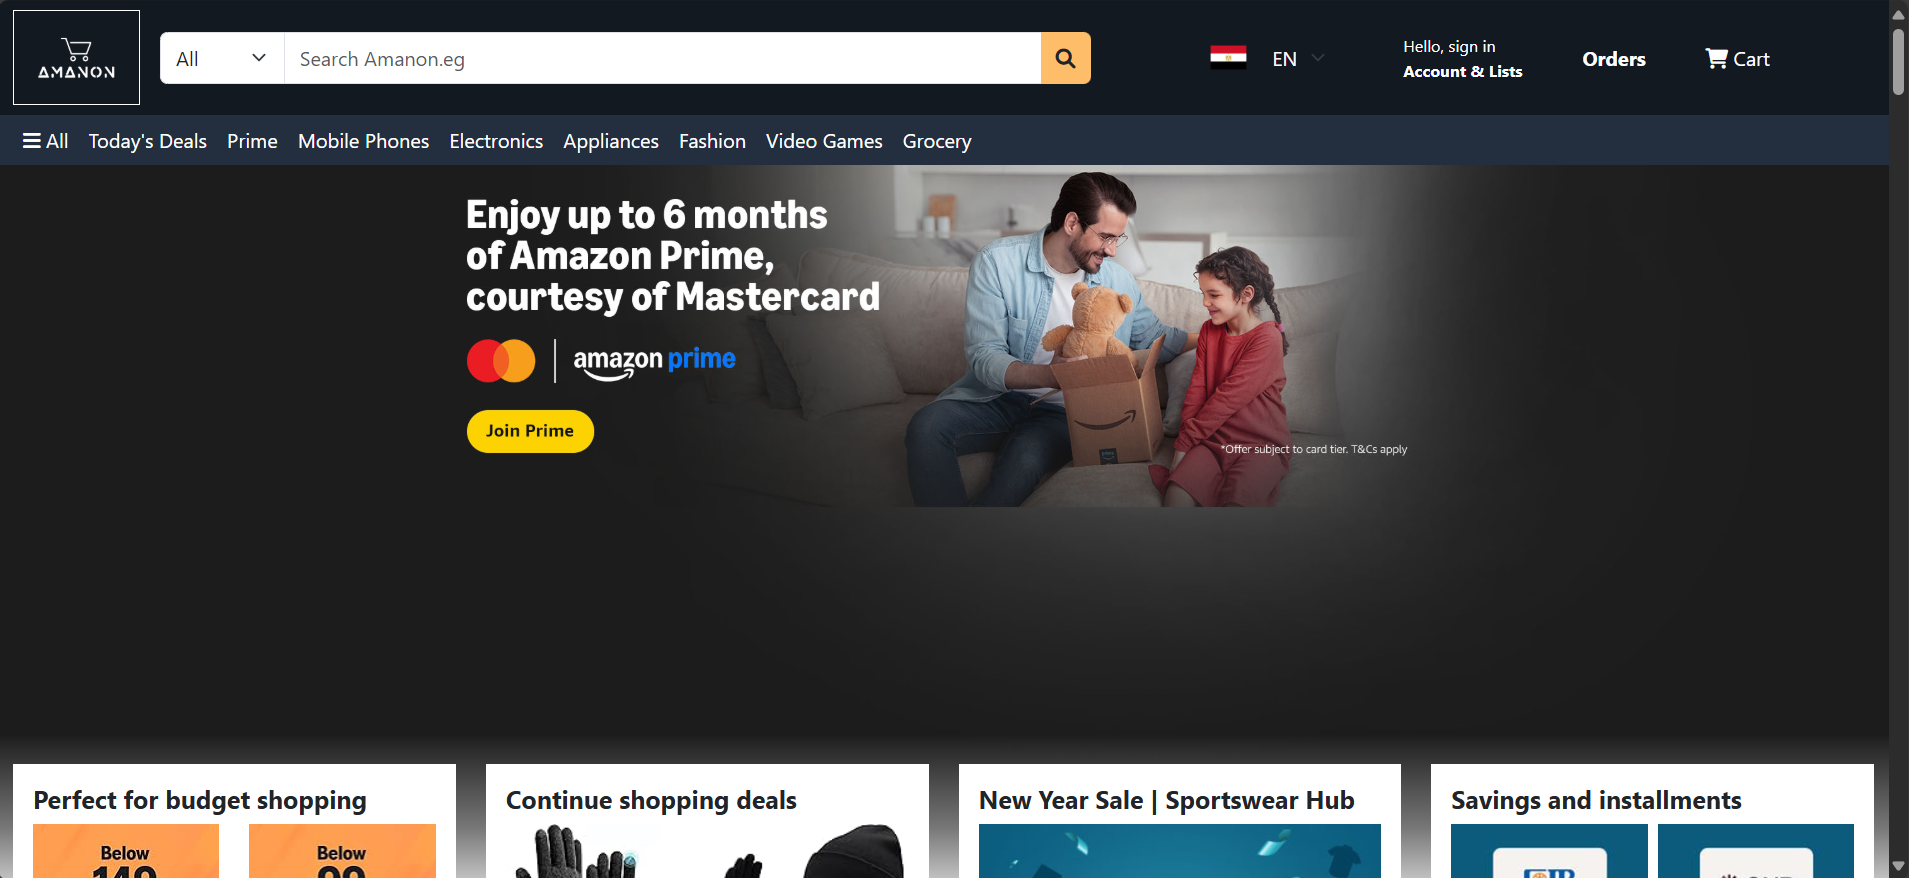 AMANON
All
Search Amanon.eg
EN
Hello, sign in
Account & Lists
Orders
Cart
All
Today's Deals
Prime
Mobile Phones
Electronics
Appliances
Fashion
Video Games
Grocery
Enjoy up to 6 months
of Amazon Prime,
courtesy of Mastercard
amazon prime
Join Prime
*Offer subject to card tier. T&Cs apply
Perfect for budget shopping
Continue shopping deals
New Year Sale | Sportswear Hub
Savings and installments
Below
149
Below
99